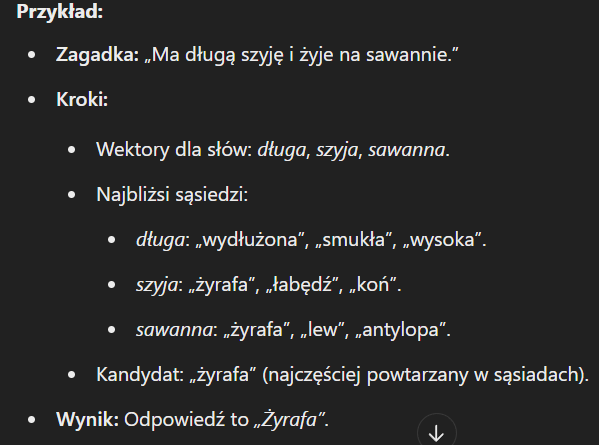 Przykład:
• Zagadka: „Ma długą szyję i żyje na sawannie.”
• Kroki:
• Wektory dla słów: długa, szyja, sawanna.
• Najbliżsi sąsiedzi:
• długa: „wydłużona”, „smukła”, „wysoka”.
• szyja: „żyrafa”, „łabędź”, „koń”.
• sawanna: „żyrafa”, „lew”, „antylopa”.
• Kandydat: „żyrafa” (najczęściej powtarzany w sąsiadach).
• Wynik: Odpowiedź to „Żyrafa”.